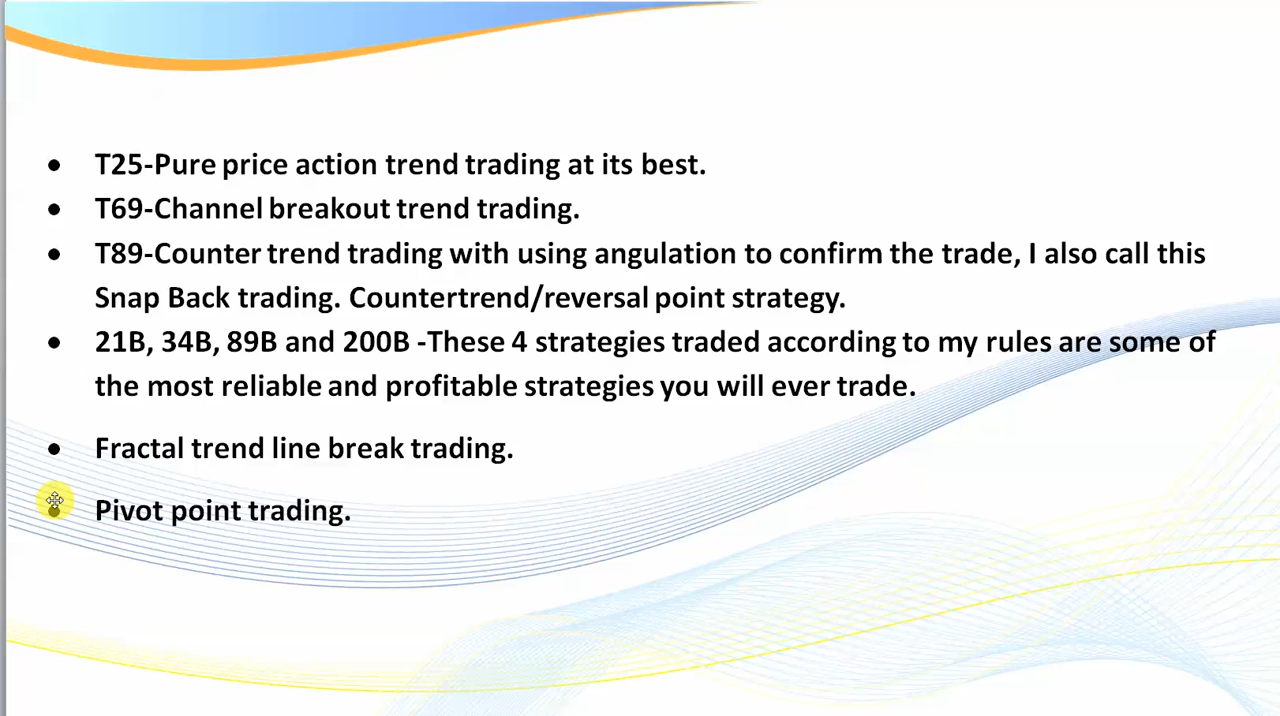 • T25-Pure price action trend trading at its best.
• T69-Channel breakout trend trading.
• T89-Counter trend trading with using angulation to confirm the trade, I also call this
Snap Back trading. Countertrend/reversal point strategy.
• 21B, 34B, 89B and 200B -These 4 strategies traded according to my rules are some of
the most reliable and profitable strategies you will ever trade.
• Fractal trend line break trading.
• Pivot point trading.